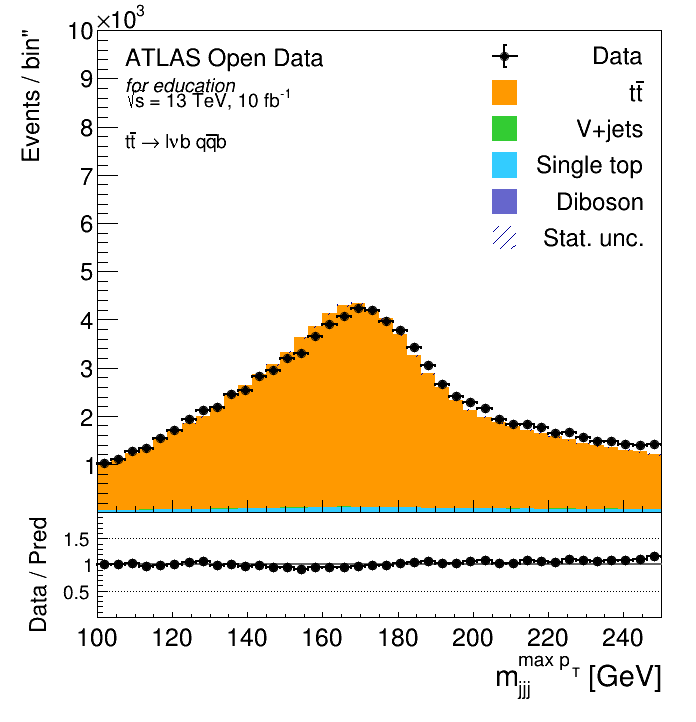 ×10³
Events / bin"
10
9
8
7
6
5
4
3
2
1
ATLAS Open Data
for education
√s = 13 TeV, 10 fb⁻¹
tt̄ → lνb qq̄b
Data
tt̄
V+jets
Single top
Diboson
Stat. unc.
Data / Pred
1.5
1
0.5
100 120 140 160 180 200 220 240
m_jjj^max p_T [GeV]